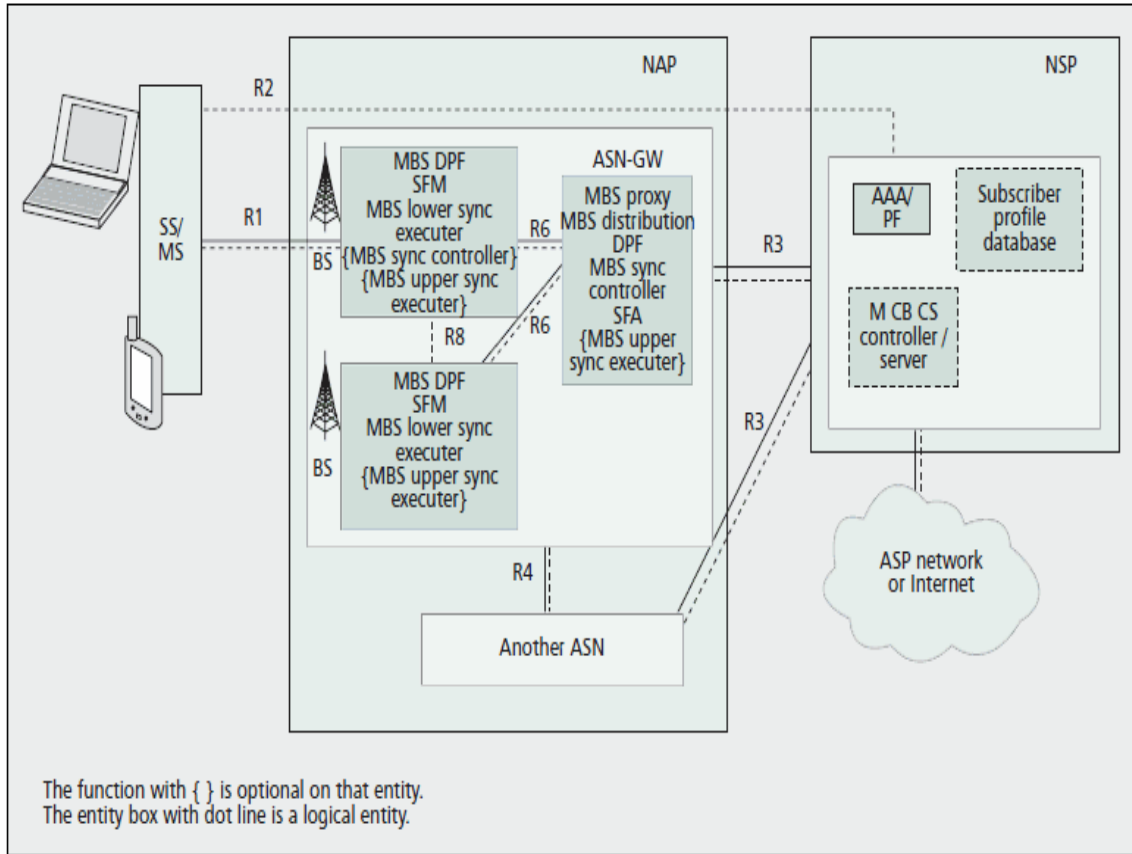 NAP
NSP
R2
SS/
MS
R1
BS
MBS DPF
SFM
MBS lower sync
executer
{MBS sync controller}
{MBS upper sync
executer}
R6
ASN-GW
MBS proxy
MBS distribution
DPF
MBS sync
controller
SFA
{MBS upper
sync executer}
R3
AAA/
PF
Subscriber
profile
database
M CB CS
controller /
server
R8
R6
BS
MBS DPF
SFM
MBS lower sync
executer
{MBS upper sync
executer}
R3
R4
Another ASN
ASP network
or Internet
The function with { } is optional on that entity.
The entity box with dot line is a logical entity.